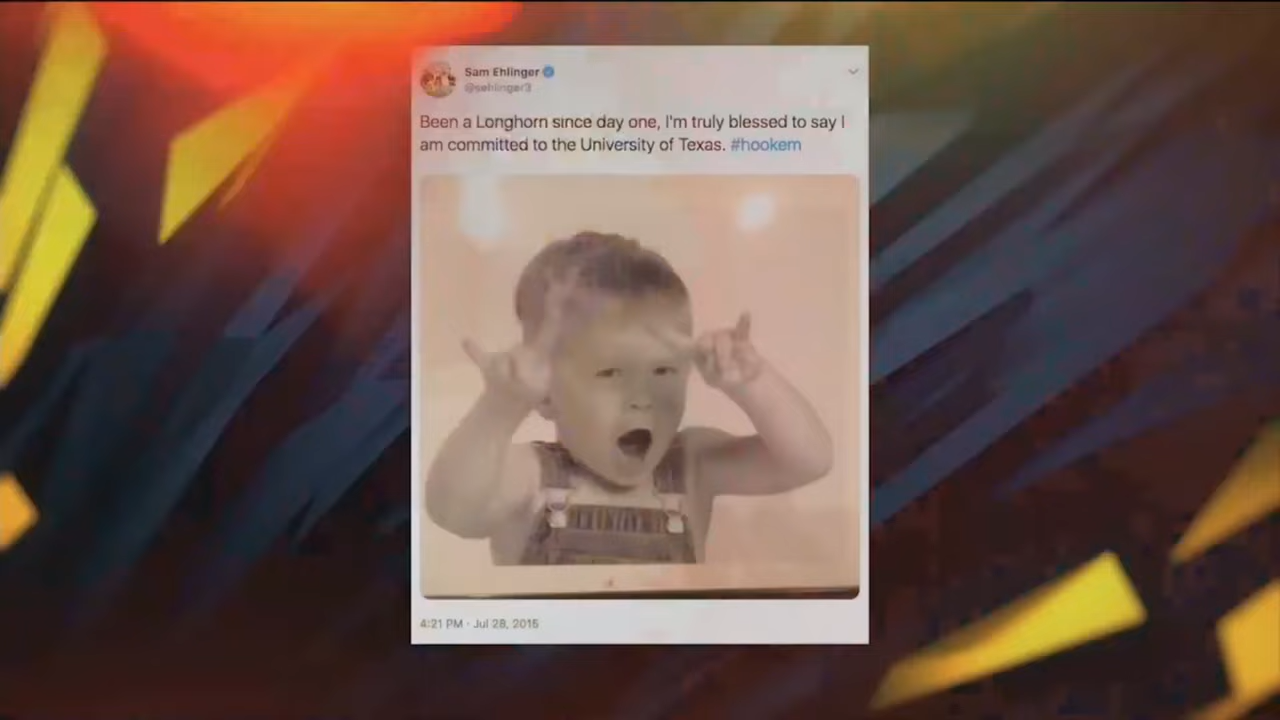 Sam Ehlinger
@sehlinger3
Been a Longhorn since day one, I'm truly blessed to say I
am committed to the University of Texas. #hookem
4:21 PM · Jul 28, 2015